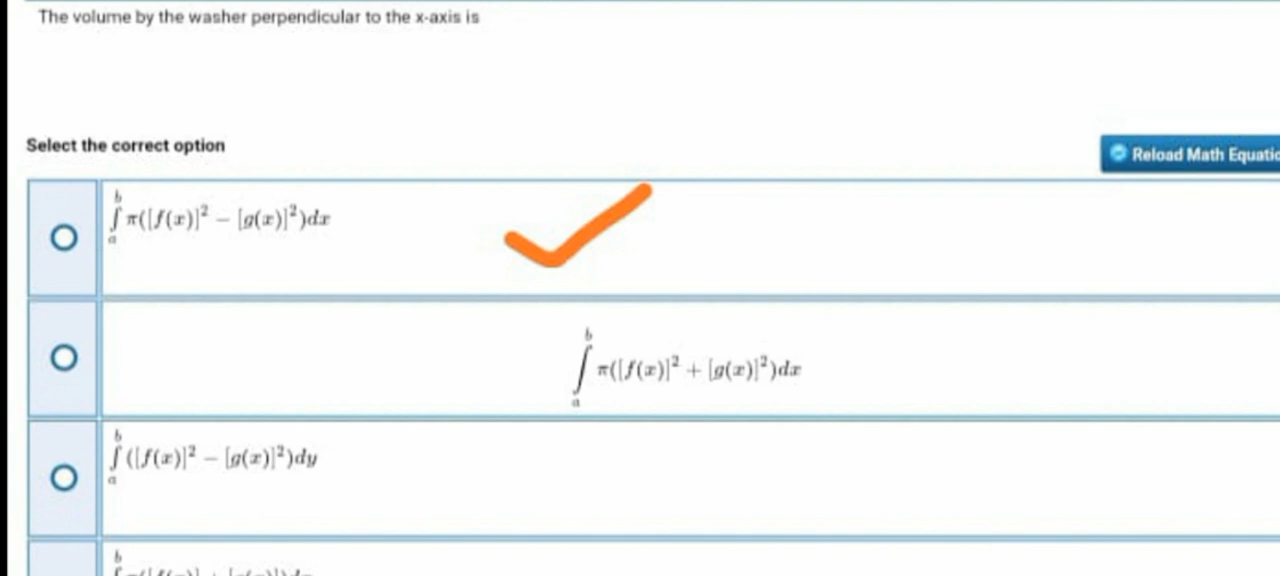 The volume by the washer perpendicular to the x-axis is
Select the correct option
Reload Math
b
∫ π([f(x)]² − [g(x)]²)dx
a
b
∫ π([f(x)]² + [g(x)]²)dx
a
b
∫ ([f(x)]² − [g(x)]²)dy
a
b